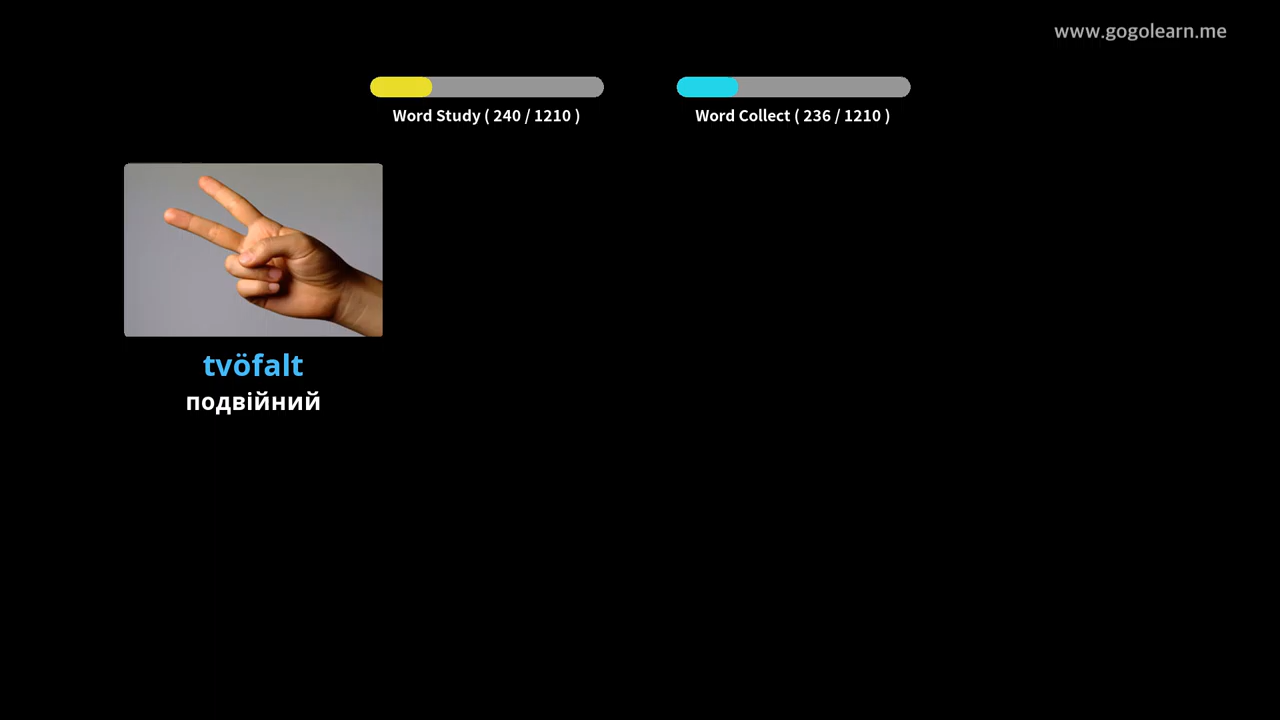 www.gogolearn.me
Word Study ( 240 / 1210 )
Word Collect ( 236 / 1210 )
tvöfalt
подвійний